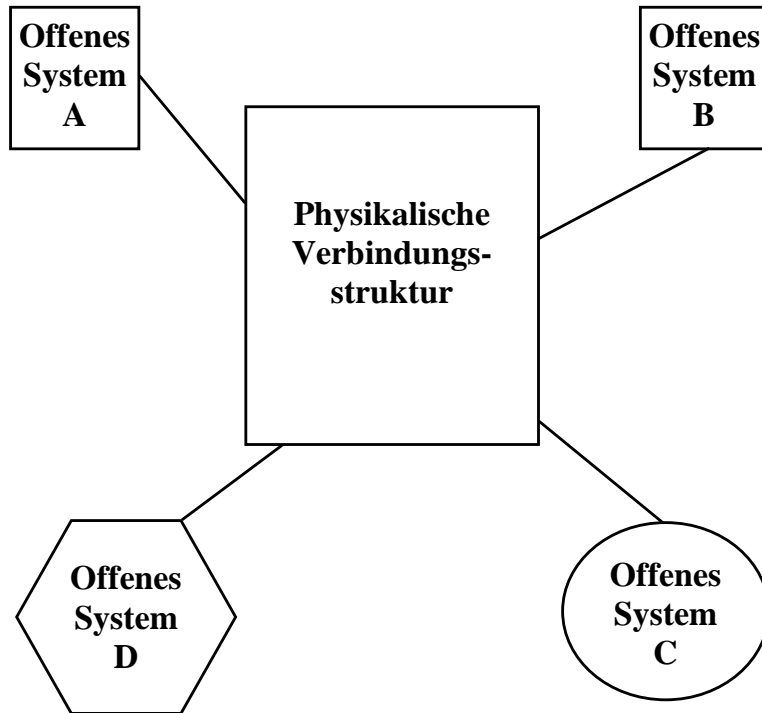 Offenes
System
A
Offenes
System
B
Physikalische
Verbindungs-
struktur
Offenes
System
D
Offenes
System
C